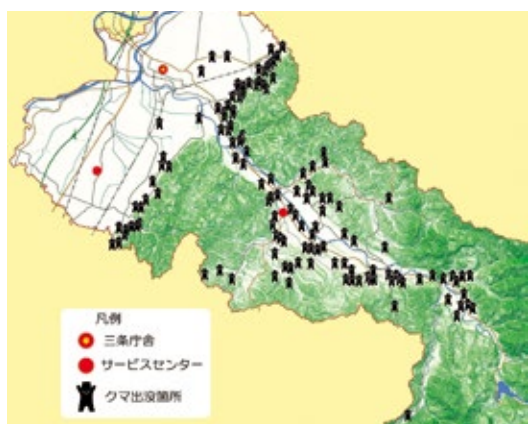 凡例
三条庁舎
サービスセンター
クマ出没箇所